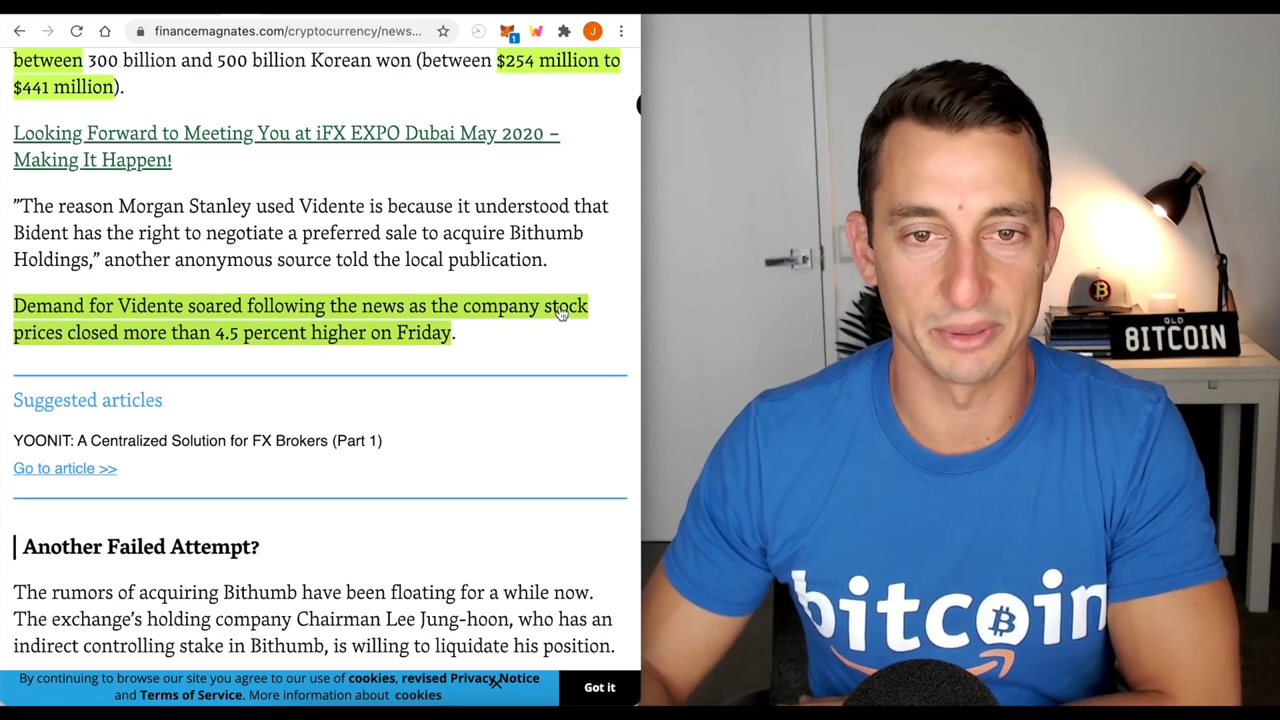 financemagnates.com/cryptocurrency/news...
1
J
between 300 billion and 500 billion Korean won (between $254 million to
$441 million).
Looking Forward to Meeting You at iFX EXPO Dubai May 2020 –
Making It Happen!
"The reason Morgan Stanley used Vidente is because it understood that
Bident has the right to negotiate a preferred sale to acquire Bithumb
Holdings," another anonymous source told the local publication.
Demand for Vidente soared following the news as the company stock
prices closed more than 4.5 percent higher on Friday.
Suggested articles
YOONIT: A Centralized Solution for FX Brokers (Part 1)
Go to article >>
Another Failed Attempt?
The rumors of acquiring Bithumb have been floating for a while now.
The exchange's holding company Chairman Lee Jung-hoon, who has an
indirect controlling stake in Bithumb, is willing to liquidate his position.
By continuing to browse our site you agree to our use of cookies, revised Privacy Notice
and Terms of Service. More information about cookies
Got it
QLD
8ITCOIN
bitcoin